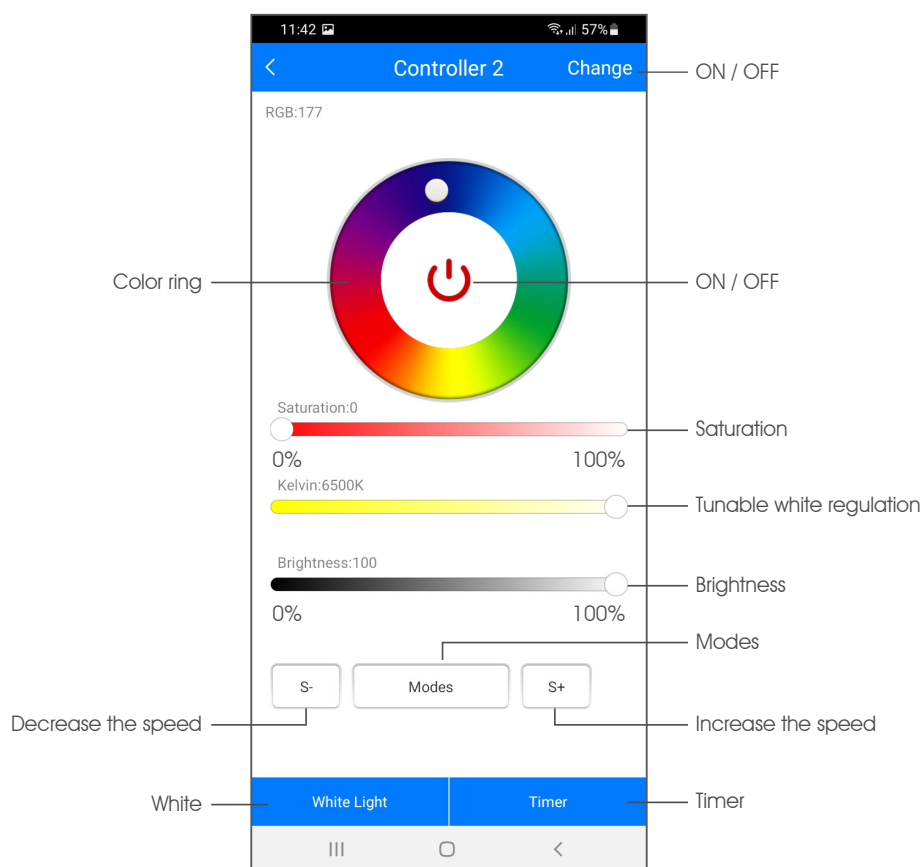 11:42 57%
Controller 2 Change ON / OFF
RGB:177
Color ring ON / OFF
Saturation:0
Saturation
0% 100%
Kelvin:6500K
Tunable white regulation
Brightness:100
Brightness
0% 100%
Modes
S- Modes S+
Decrease the speed Increase the speed
White White Light Timer Timer